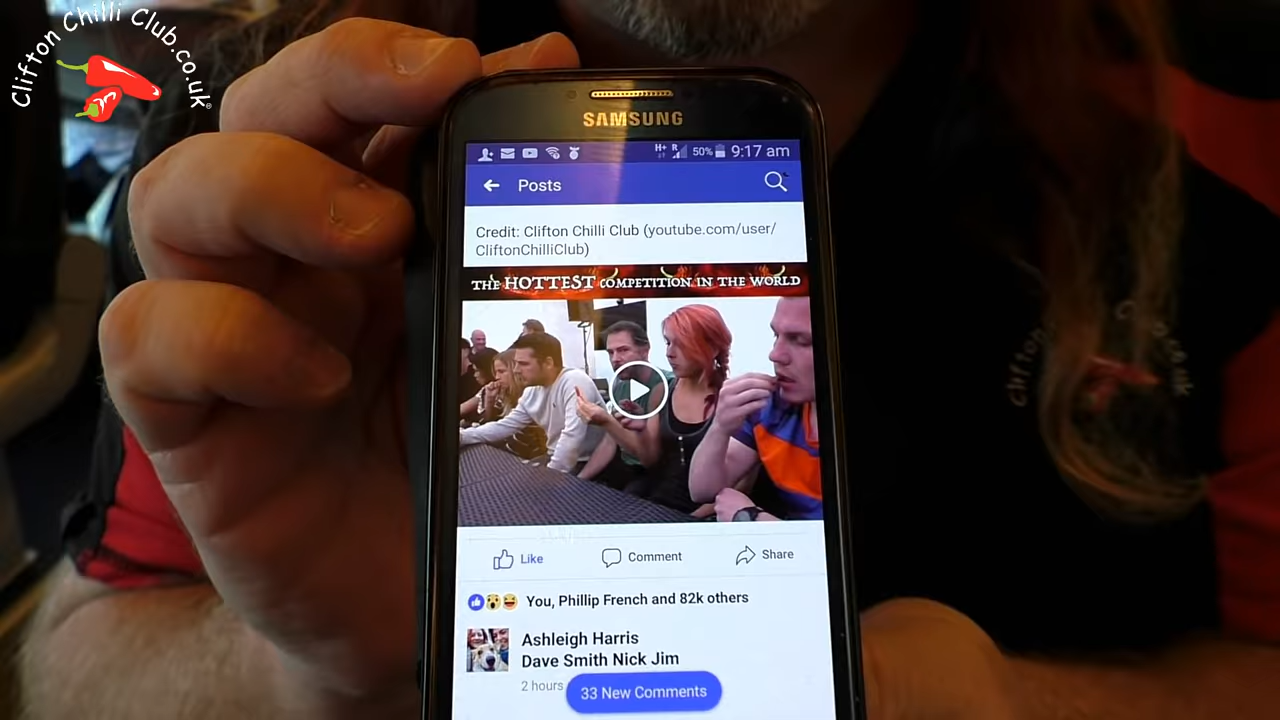 Clifton Chilli Club.co.uk
SAMSUNG
H+ R 50% 9:17 am
Posts
Credit: Clifton Chilli Club (youtube.com/user/
CliftonChilliClub)
THE HOTTEST COMPETITION IN THE WORLD
Like Comment Share
You, Phillip French and 82k others
Ashleigh Harris
Dave Smith Nick Jim
2 hours
33 New Comments